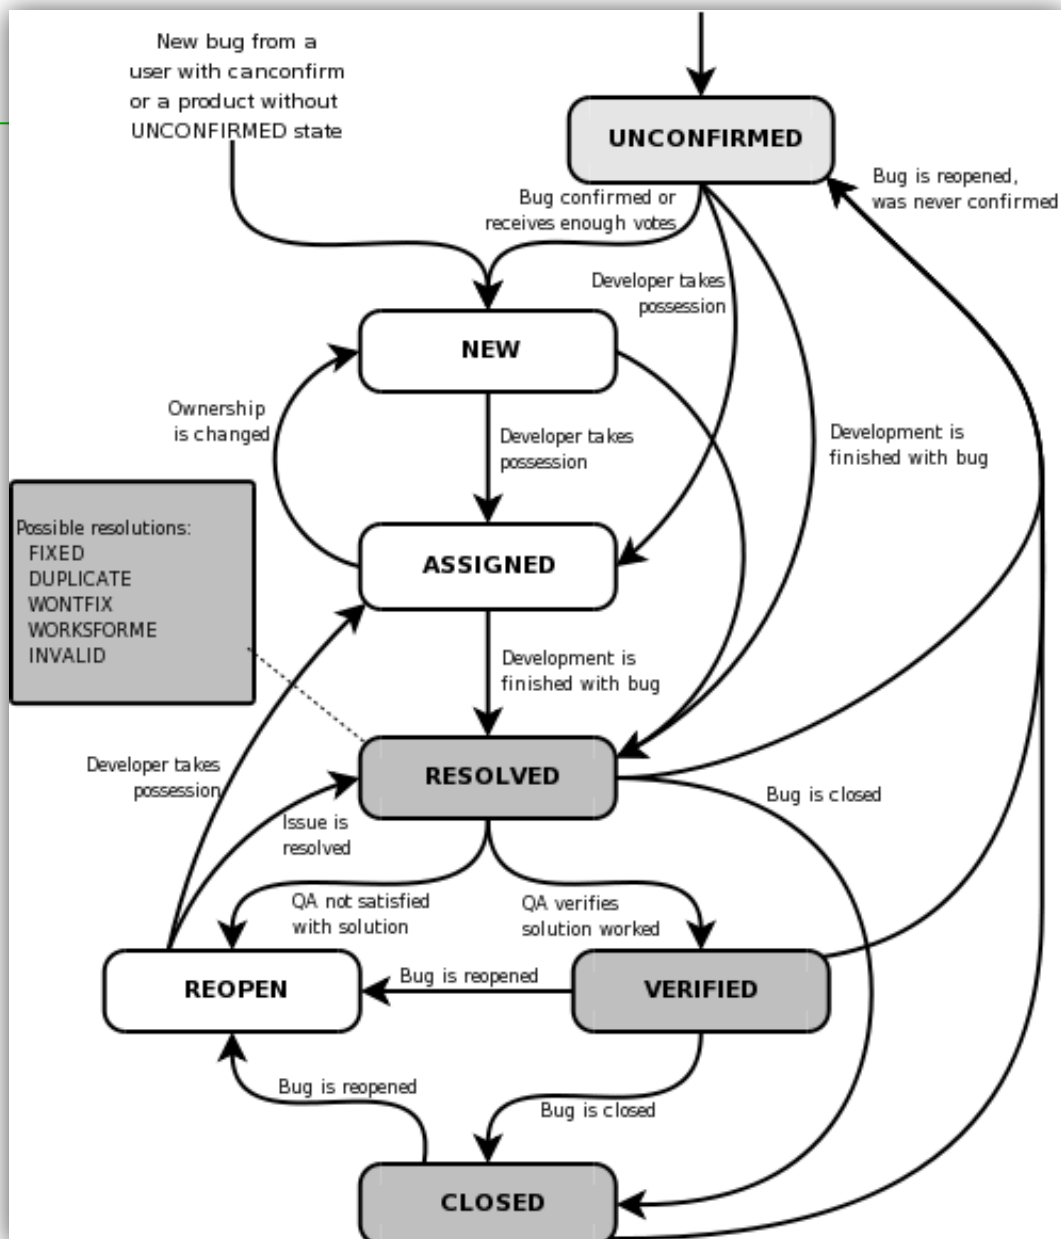 New bug from a
user with canconfirm
or a product without
UNCONFIRMED state
UNCONFIRMED
Bug is reopened,
was never confirmed
Bug confirmed or
receives enough votes
Developer takes
possession
NEW
Ownership
is changed
Developer takes
possession
Development is
finished with bug
Possible resolutions:
FIXED
DUPLICATE
WONTFIX
WORKSFORME
INVALID
ASSIGNED
Development is
finished with bug
Developer takes
possession
RESOLVED
Bug is closed
Issue is
resolved
QA not satisfied
with solution
QA verifies
solution worked
REOPEN
Bug is reopened
VERIFIED
Bug is reopened
Bug is closed
CLOSED